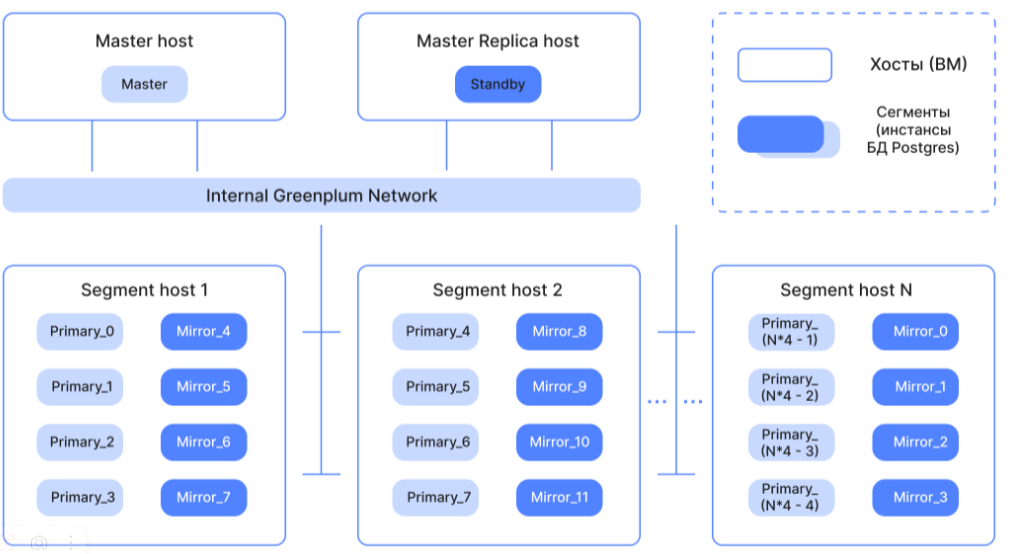 Master host
Master
Master Replica host
Standby
Хосты (ВМ)
Сегменты
(инстансы
БД Postgres)
Internal Greenplum Network
Segment host 1
Primary_0
Mirror_4
Primary_1
Mirror_5
Primary_2
Mirror_6
Primary_3
Mirror_7
Segment host 2
Primary_4
Mirror_8
Primary_5
Mirror_9
Primary_6
Mirror_10
Primary_7
Mirror_11
... ...
Segment host N
Primary_
(N*4 - 1)
Mirror_0
Primary_
(N*4 - 2)
Mirror_1
Primary_
(N*4 - 3)
Mirror_2
Primary_
(N*4 - 4)
Mirror_3